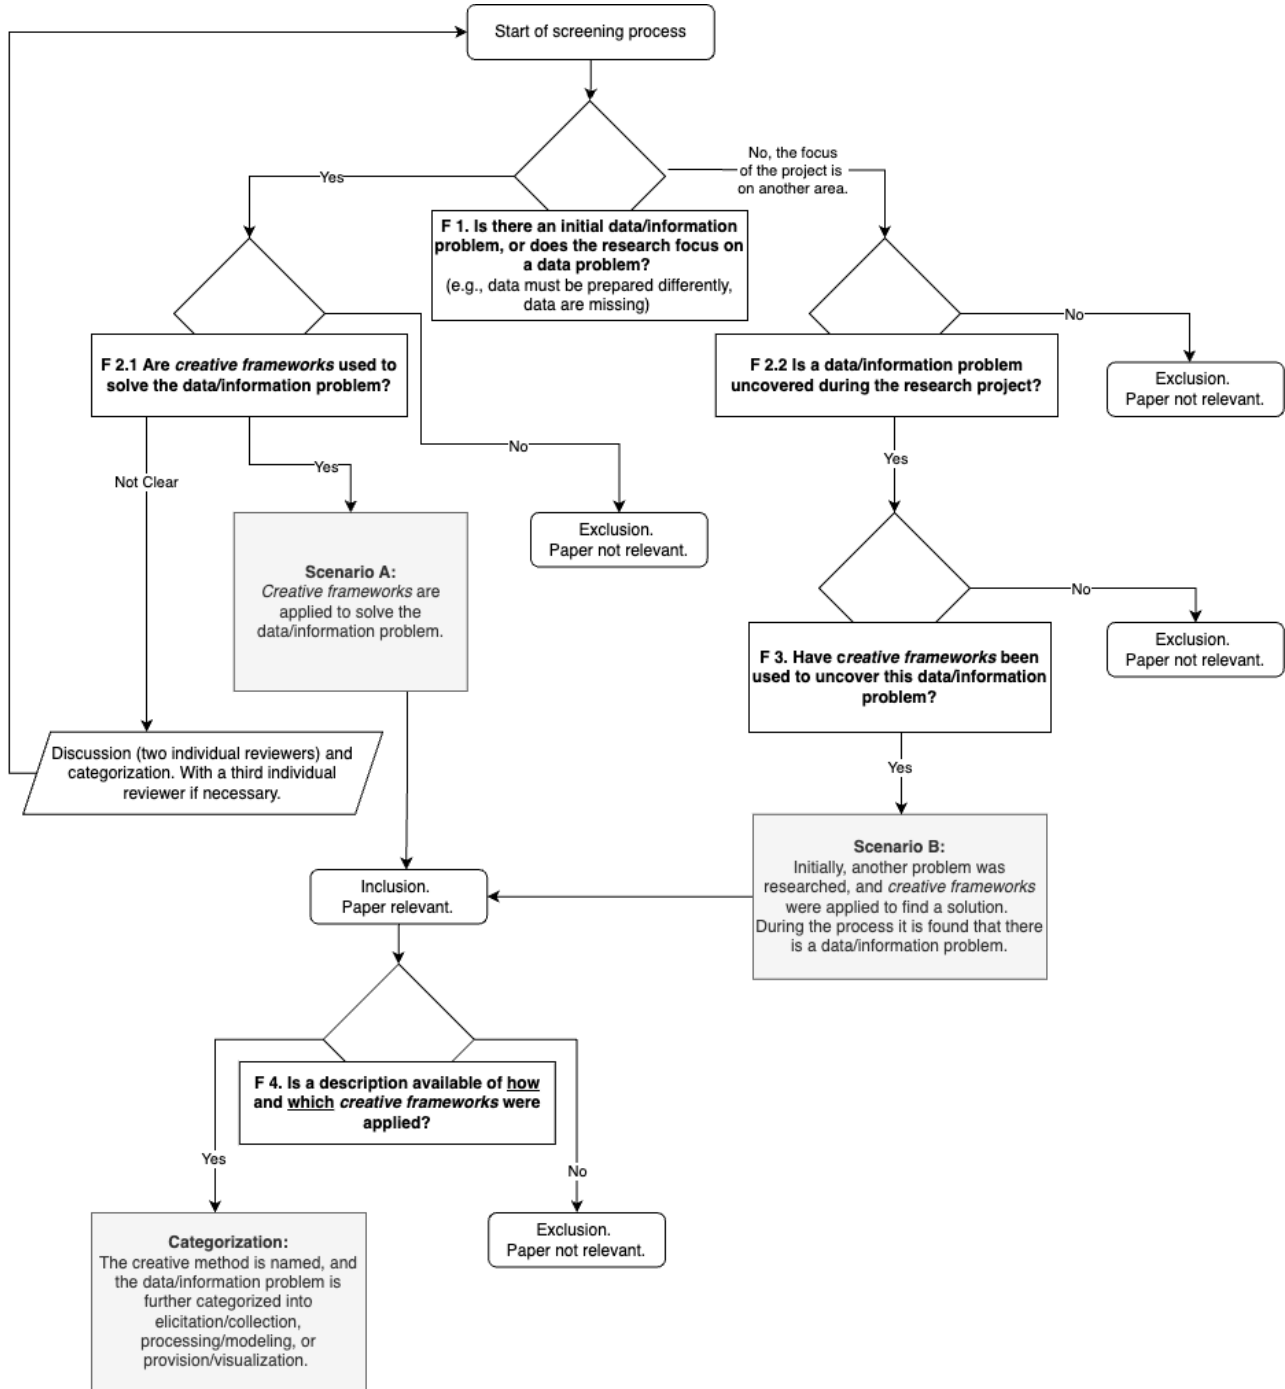 Start of screening process
Yes
No, the focus
of the project is
on another area.
F 1. Is there an initial data/information
problem, or does the research focus on
a data problem?
(e.g., data must be prepared differently,
data are missing)
F 2.1 Are creative frameworks used to
solve the data/information problem?
F 2.2 Is a data/information problem
uncovered during the research project?
No
Exclusion.
Paper not relevant.
Not Clear
Yes
No
Exclusion.
Paper not relevant.
Yes
Scenario A:
Creative frameworks are
applied to solve the
data/information problem.
No
Exclusion.
Paper not relevant.
F 3. Have creative frameworks been
used to uncover this data/information
problem?
Discussion (two individual reviewers) and
categorization. With a third individual
reviewer if necessary.
Yes
Scenario B:
Initially, another problem was
researched, and creative frameworks
were applied to find a solution.
During the process it is found that there
is a data/information problem.
Inclusion.
Paper relevant.
F 4. Is a description available of how
and which creative frameworks were
applied?
Yes
No
Exclusion.
Paper not relevant.
Categorization:
The creative method is named, and
the data/information problem is
further categorized into
elicitation/collection,
processing/modeling, or
provision/visualization.